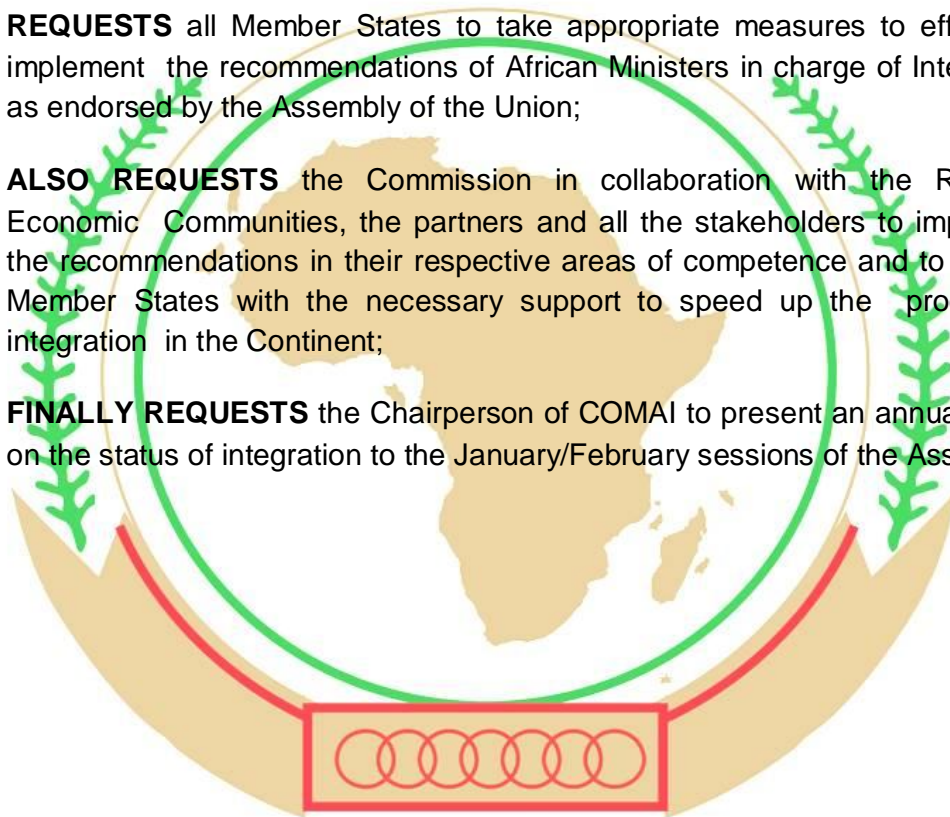 REQUESTS all Member States to take appropriate measures to eff
implement the recommendations of African Ministers in charge of Inte
as endorsed by the Assembly of the Union;
ALSO REQUESTS the Commission in collaboration with the R
Economic Communities, the partners and all the stakeholders to imp
the recommendations in their respective areas of competence and to
Member States with the necessary support to speed up the pro
integration in the Continent;
FINALLY REQUESTS the Chairperson of COMAI to present an annua
on the status of integration to the January/February sessions of the Ass